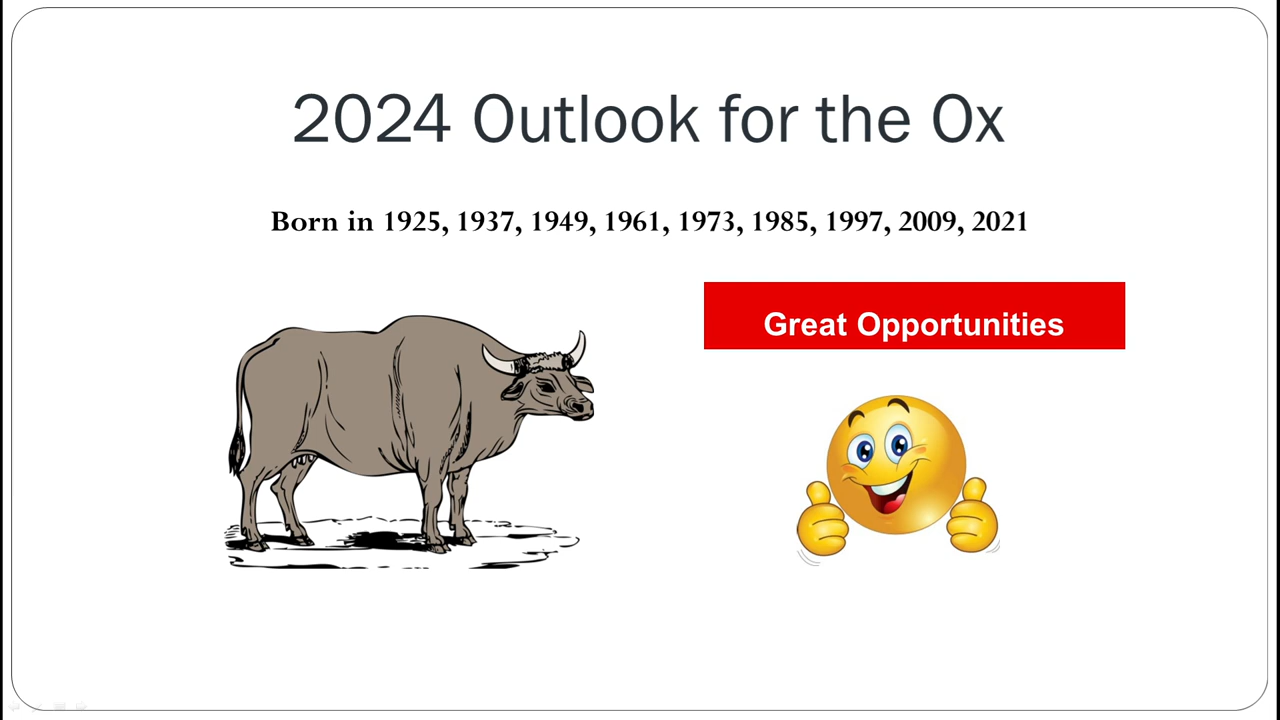 2024 Outlook for the Ox
Born in 1925, 1937, 1949, 1961, 1973, 1985, 1997, 2009, 2021
Great Opportunities